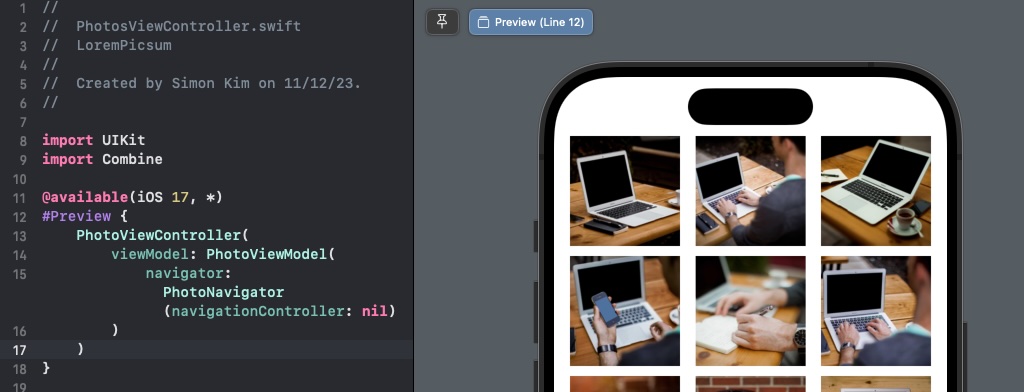 1 //
2 //  PhotosViewController.swift
3 //  LoremPicsum
4 //
5 //  Created by Simon Kim on 11/12/23.
6 //
7
8 import UIKit
9 import Combine
10
11 @available(iOS 17, *)
12 #Preview {
13     PhotoViewController(
14         viewModel: PhotoViewModel(
15             navigator:
PhotoNavigator
(navigationController: nil)
16         )
17     )
18 }
19
Preview (Line 12)